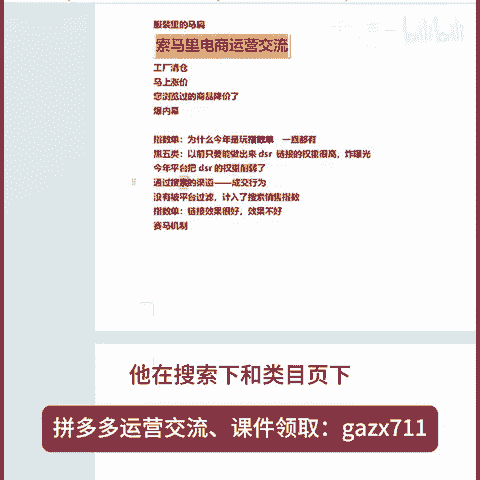 服装里的马扁
索马里电商运营交流
工厂清仓
马上涨价
您浏览过的商品降价了
爆内幕
指数单：为什么今年是玩指数单 一直都有
黑五类：以前只要能做出来 dsr 链接的权重很高，炸曝光
今年平台把 dsr 的权重削弱了
通过搜索的渠道——成交行为
没有被平台过滤，计入了搜索销售指数
指数单：链接效果很好，效果不好
赛马机制
他在搜索下和类目页下
拼多多运营交流、课件领取：gazx711